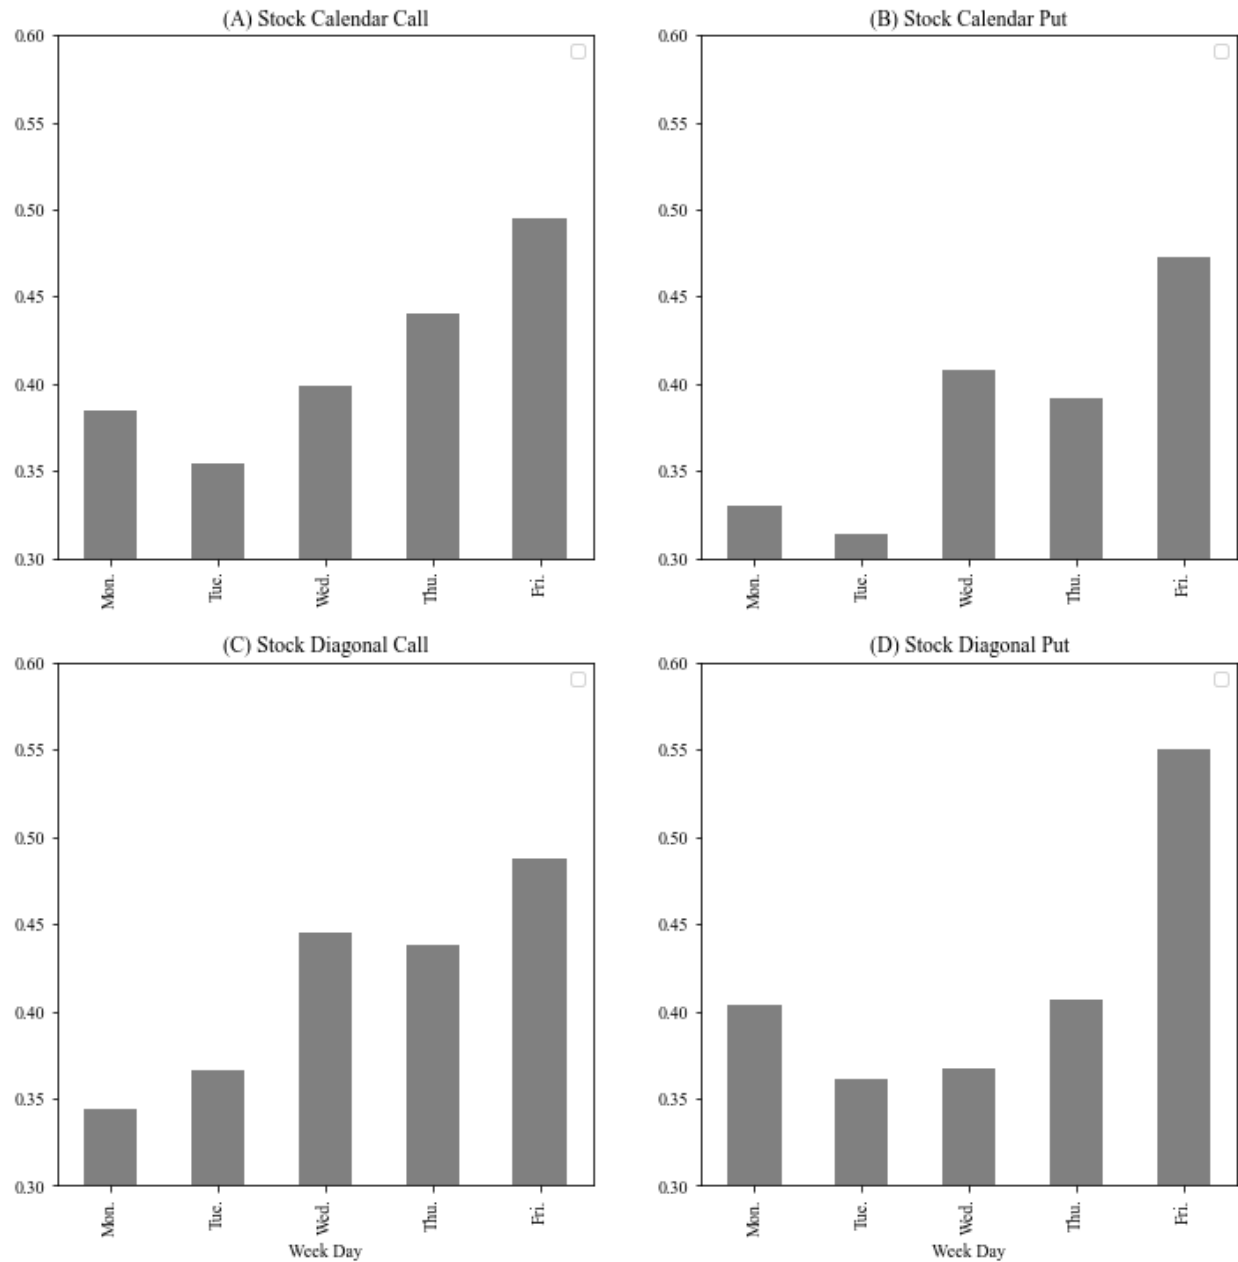 (A) Stock Calendar Call
0.60
0.55
0.50
0.45
0.40
0.35
0.30
Mon.
Tue.
Wed.
Thu.
Fri.
(B) Stock Calendar Put
0.60
0.55
0.50
0.45
0.40
0.35
0.30
Mon.
Tue.
Wed.
Thu.
Fri.
(C) Stock Diagonal Call
0.60
0.55
0.50
0.45
0.40
0.35
0.30
Mon.
Tue.
Wed.
Thu.
Fri.
Week Day
(D) Stock Diagonal Put
0.60
0.55
0.50
0.45
0.40
0.35
0.30
Mon.
Tue.
Wed.
Thu.
Fri.
Week Day